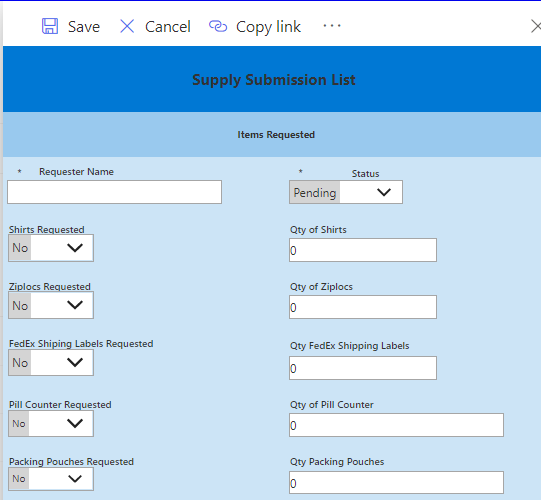 Save Cancel Copy link ...
Supply Submission List
Items Requested
* Requester Name * Status
Pending
Shirts Requested Qty of Shirts
No 0
Ziplocs Requested Qty of Ziplocs
No 0
FedEx Shiping Labels Requested Qty FedEx Shipping Labels
No 0
Pill Counter Requested Qty of Pill Counter
No 0
Packing Pouches Requested Qty Packing Pouches
No 0